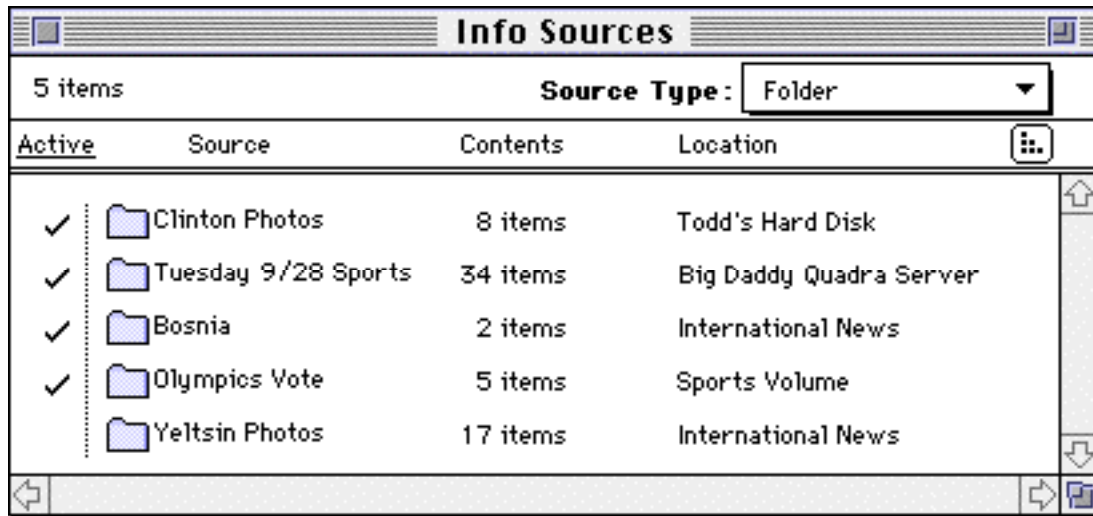 Info Sources
5 items Source Type: Folder
Active Source Contents Location
Clinton Photos 8 items Todd's Hard Disk
Tuesday 9/28 Sports 34 items Big Daddy Quadra Server
Bosnia 2 items International News
Olympics Vote 5 items Sports Volume
Yeltsin Photos 17 items International News